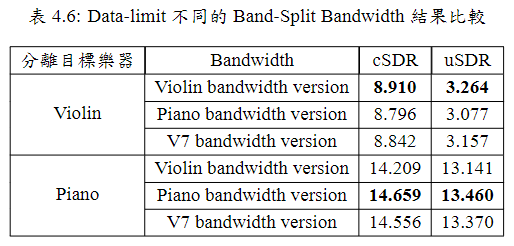 表 4.6: Data-limit 不同的 Band-Split Bandwidth 結果比較
分離目標樂器 Bandwidth cSDR uSDR
Violin Violin bandwidth version 8.910 3.264
Piano bandwidth version 8.796 3.077
V7 bandwidth version 8.842 3.157
Piano Violin bandwidth version 14.209 13.141
Piano bandwidth version 14.659 13.460
V7 bandwidth version 14.556 13.370